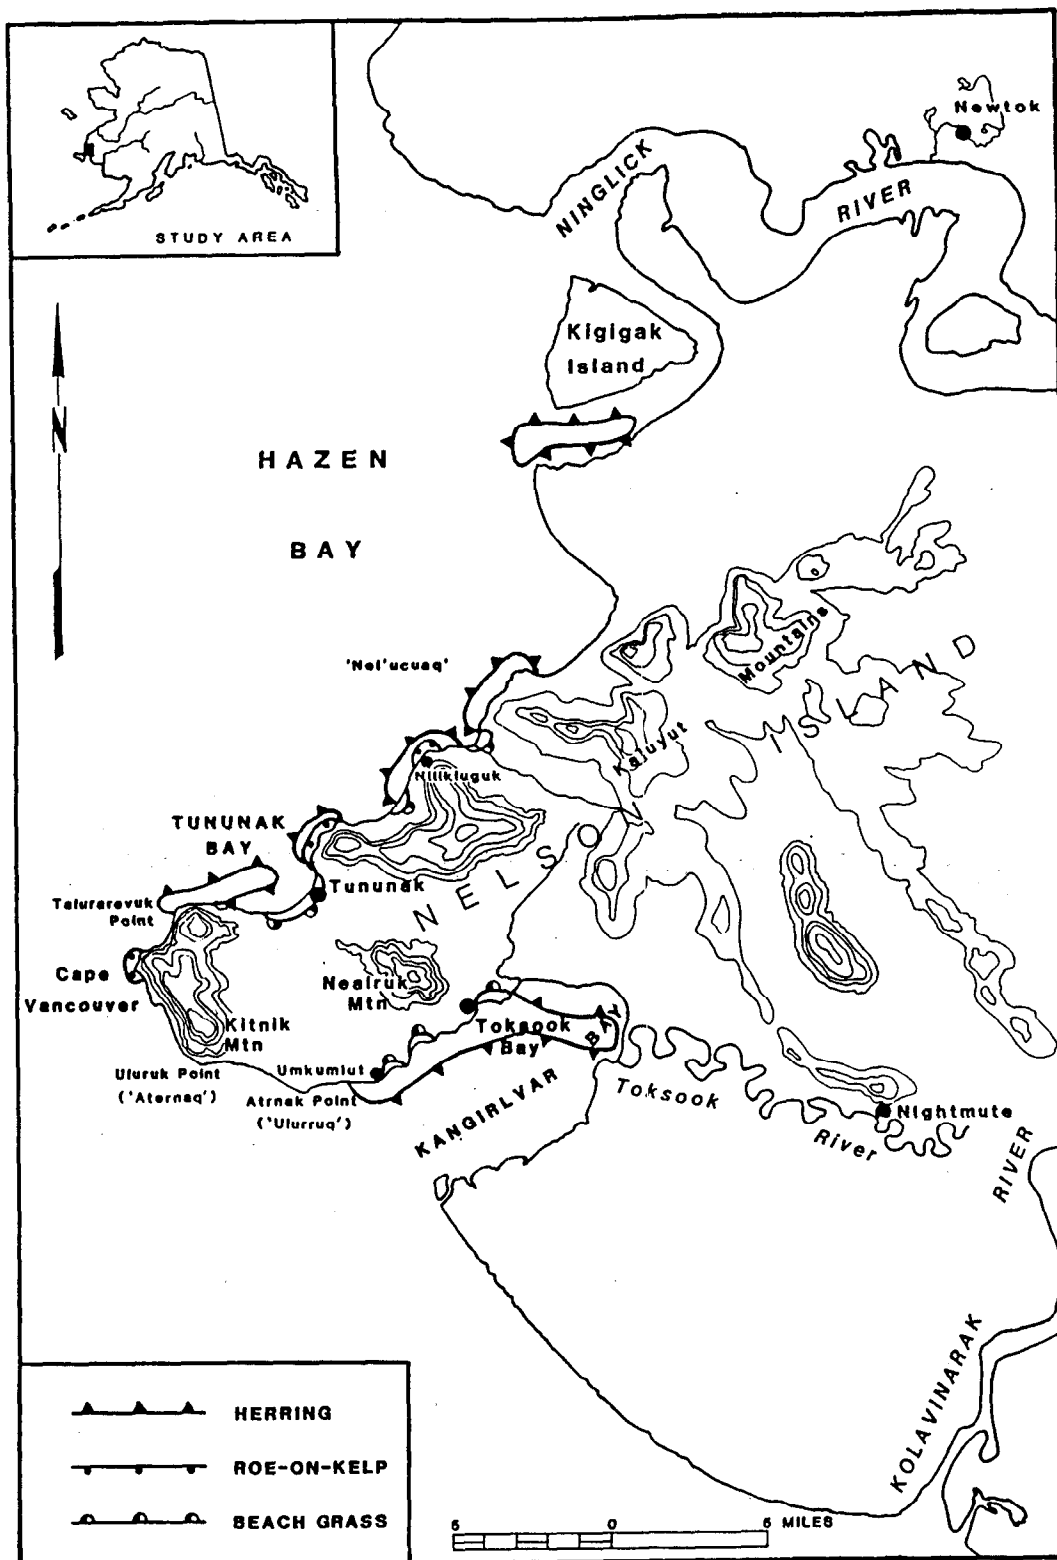 STUDY AREA
Newtok
NINGLICK
RIVER
N
Kigigak
Island
HAZEN
BAY
'Nel'ucuaq'
Mountains
Kaluyut
NELSON ISLAND
Nilikluguk
TUNUNAK
BAY
Tununak
Talurarevuk
Point
Cape
Vancouver
Nealruk
Mtn
Kitnik
Mtn
Toksook
Bay
Umkumiut
Uluruk Point
('Aternaq')
Atrnak Point
('Ulurruq')
KANGIRLVAR
BAY
Toksook
River
Nightmute
RIVER
KOLAVINARAK
HERRING
ROE-ON-KELP
BEACH GRASS
5 0 5 MILES